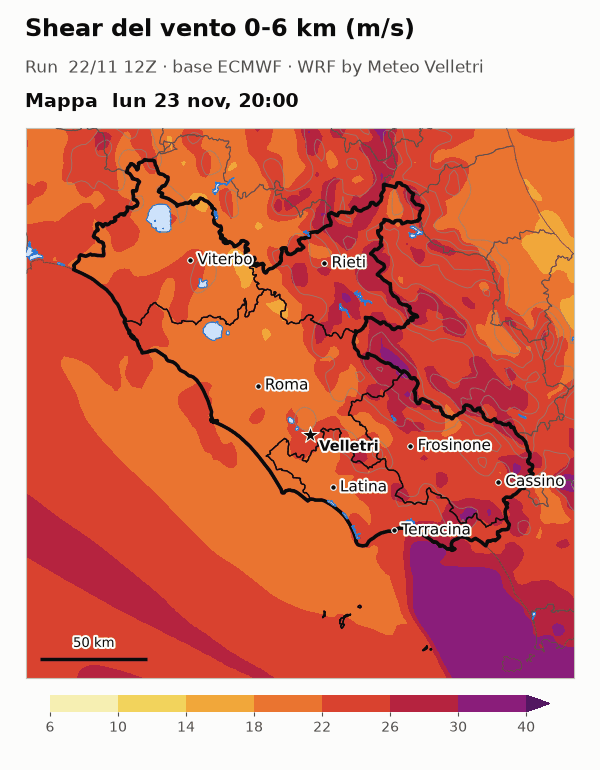 Shear del vento 0-6 km (m/s)
Run  22/11 12Z · base ECMWF · WRF by Meteo Velletri
Mappa  lun 23 nov, 20:00
Viterbo
Rieti
Roma
Velletri
Frosinone
Latina
Cassino
Terracina
50 km
6 10 14 18 22 26 30 40